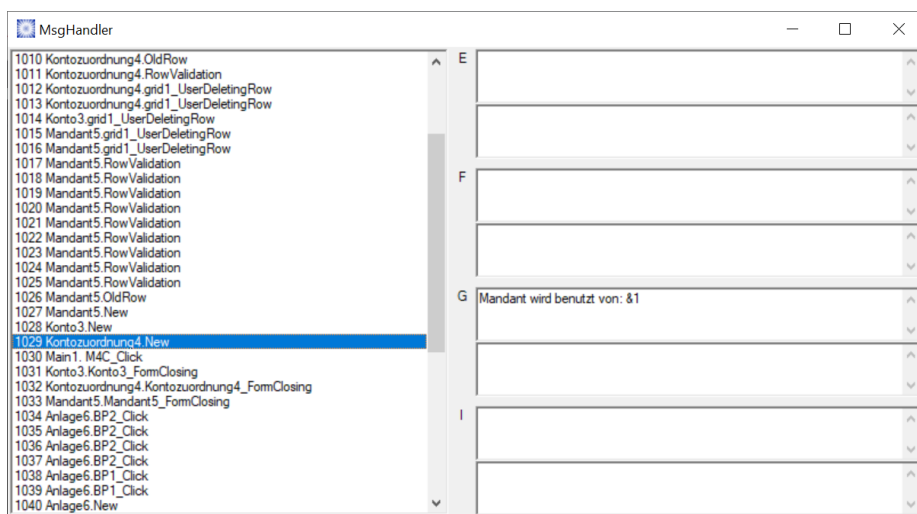 MsgHandler
1010 Kontozuordnung4.OldRow
1011 Kontozuordnung4.RowValidation
1012 Kontozuordnung4.grid1_UserDeletingRow
1013 Kontozuordnung4.grid1_UserDeletingRow
1014 Konto3.grid1_UserDeletingRow
1015 Mandant5.grid1_UserDeletingRow
1016 Mandant5.grid1_UserDeletingRow
1017 Mandant5.RowValidation
1018 Mandant5.RowValidation
1019 Mandant5.RowValidation
1020 Mandant5.RowValidation
1021 Mandant5.RowValidation
1022 Mandant5.RowValidation
1023 Mandant5.RowValidation
1024 Mandant5.RowValidation
1025 Mandant5.RowValidation
1026 Mandant5.OldRow
1027 Mandant5.New
1028 Konto3.New
1029 Kontozuordnung4.New
1030 Main1. M4C_Click
1031 Konto3.Konto3_FormClosing
1032 Kontozuordnung4.Kontozuordnung4_FormClosing
1033 Mandant5.Mandant5_FormClosing
1034 Anlage6.BP2_Click
1035 Anlage6.BP2_Click
1036 Anlage6.BP2_Click
1037 Anlage6.BP2_Click
1038 Anlage6.BP1_Click
1039 Anlage6.BP1_Click
1040 Anlage6.New
E
F
G
Mandant wird benutzt von: &1
I